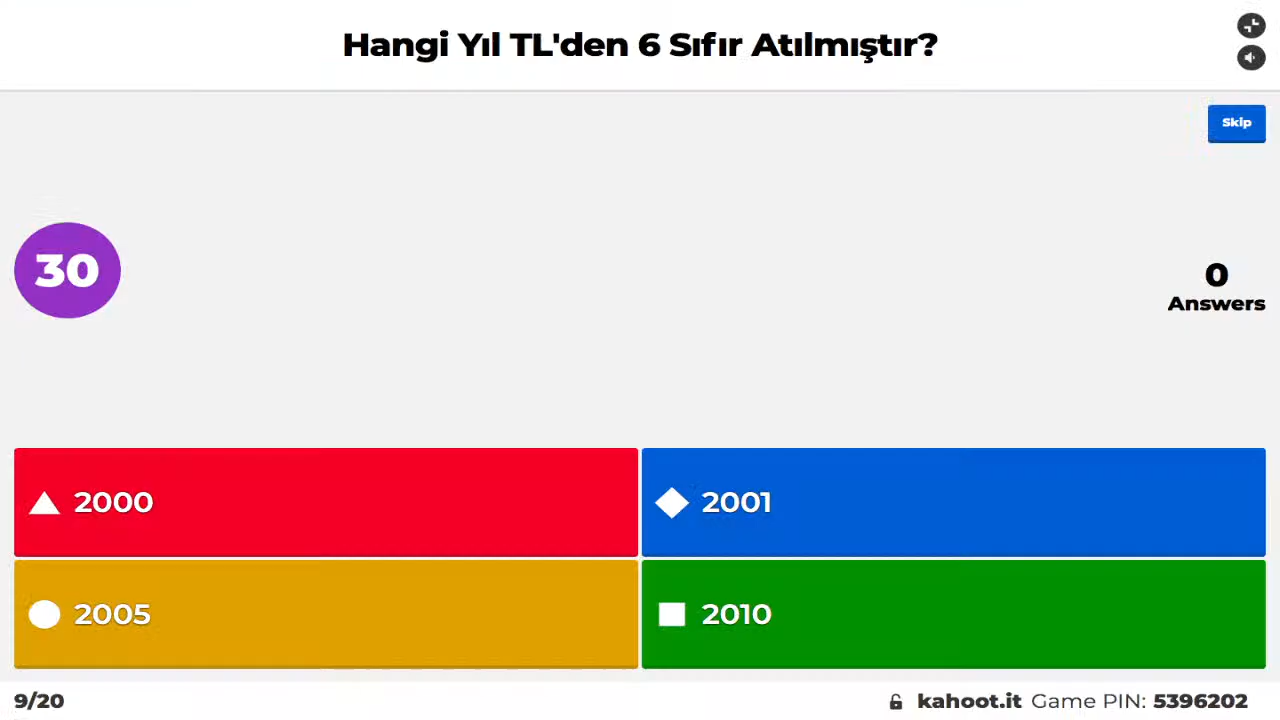 Hangi Yıl TL'den 6 Sıfır Atılmıştır?
Skip
30
0
Answers
2000
2001
2005
2010
9/20
kahoot.it Game PIN: 5396202